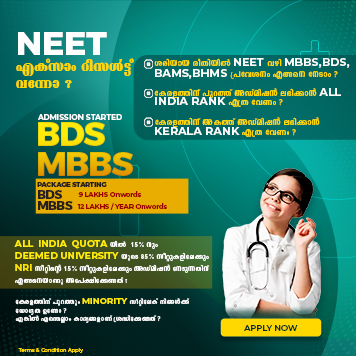 NEET
എക്സാം റിസൾട്ട്
വന്നോ ?
ശരിയായ രീതിയിൽ NEET വഴി MBBS,BDS,
BAMS,BHMS പ്രവേശനം എങ്ങനെ നേടാം ?
കേരളത്തിന് പുറത്ത് അഡ്മിഷൻ ലഭിക്കാൻ ALL
INDIA RANK എത്ര വേണം ?
കേരളത്തിന് അകത്ത് അഡ്മിഷൻ ലഭിക്കാൻ
KERALA RANK എത്ര വേണം ?
ADMISSION STARTED
BDS
MBBS
PACKAGE STARTING
BDS 9 LAKHS Onwords
MBBS 12 LAKHS / YEAR Onwords
ALL INDIA QUOTA യിൽ 15% നും
DEEMED UNIVERSITY യുടെ 85% സീറ്റുകളിലേക്കും
NRI സീറ്റിന്റെ 15% സീറ്റുകളിലേക്കും അഡ്മിഷൻ നേടുന്നതിന്
എങ്ങനെയാണു അപേക്ഷിക്കേണ്ടത് !
കേരളത്തിന് പുറത്തും MINORITY സീറ്റിലേക് നിങ്ങൾക്ക്
യോഗ്യത ഉണ്ടോ ?
എങ്കിൽ എന്തെല്ലാം കാര്യങ്ങളാണ് ശ്രദ്ധിക്കേണ്ടത് ?
APPLY NOW
Terms & Condition Apply